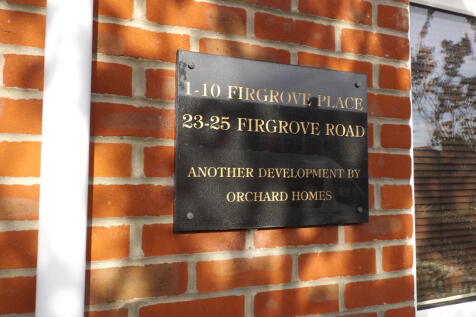 1-10 FIRGROVE PLACE
23-25 FIRGROVE ROAD
ANOTHER DEVELOPMENT BY
ORCHARD HOMES